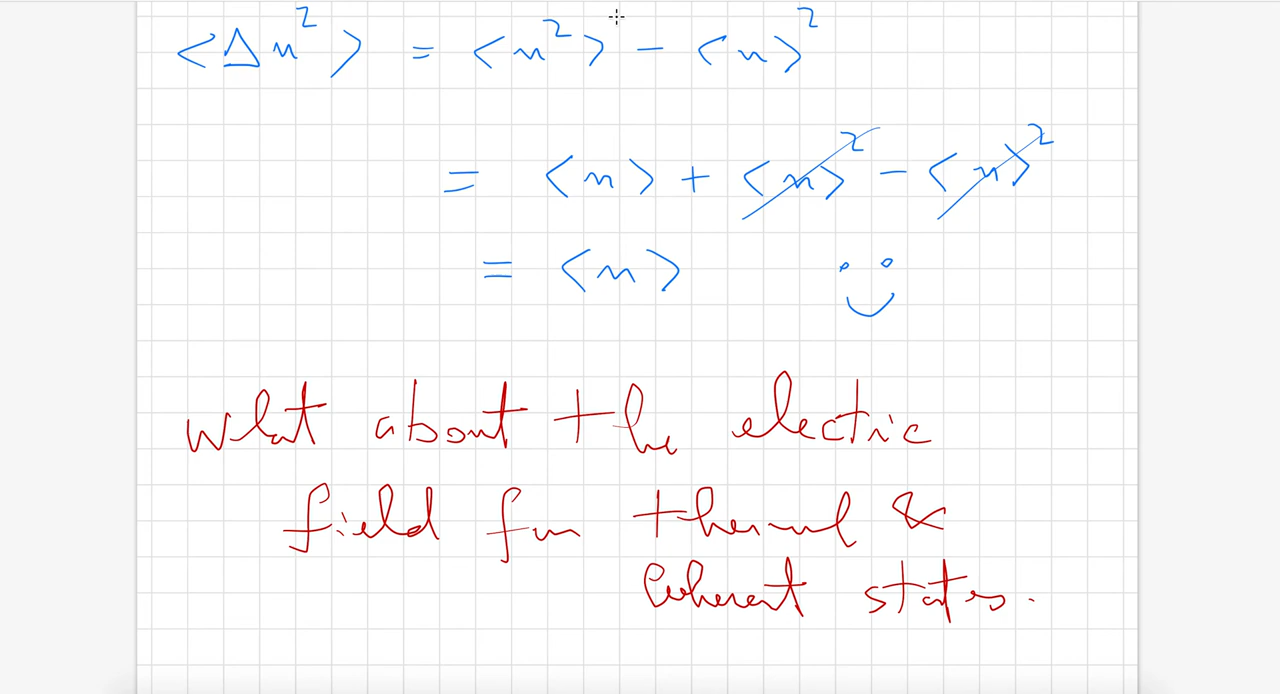 <Δn²> = <n²> - <n>²
= <n> + <n>² - <n>²
= <n>
What about the electric
field for thermal &
Coherent states.